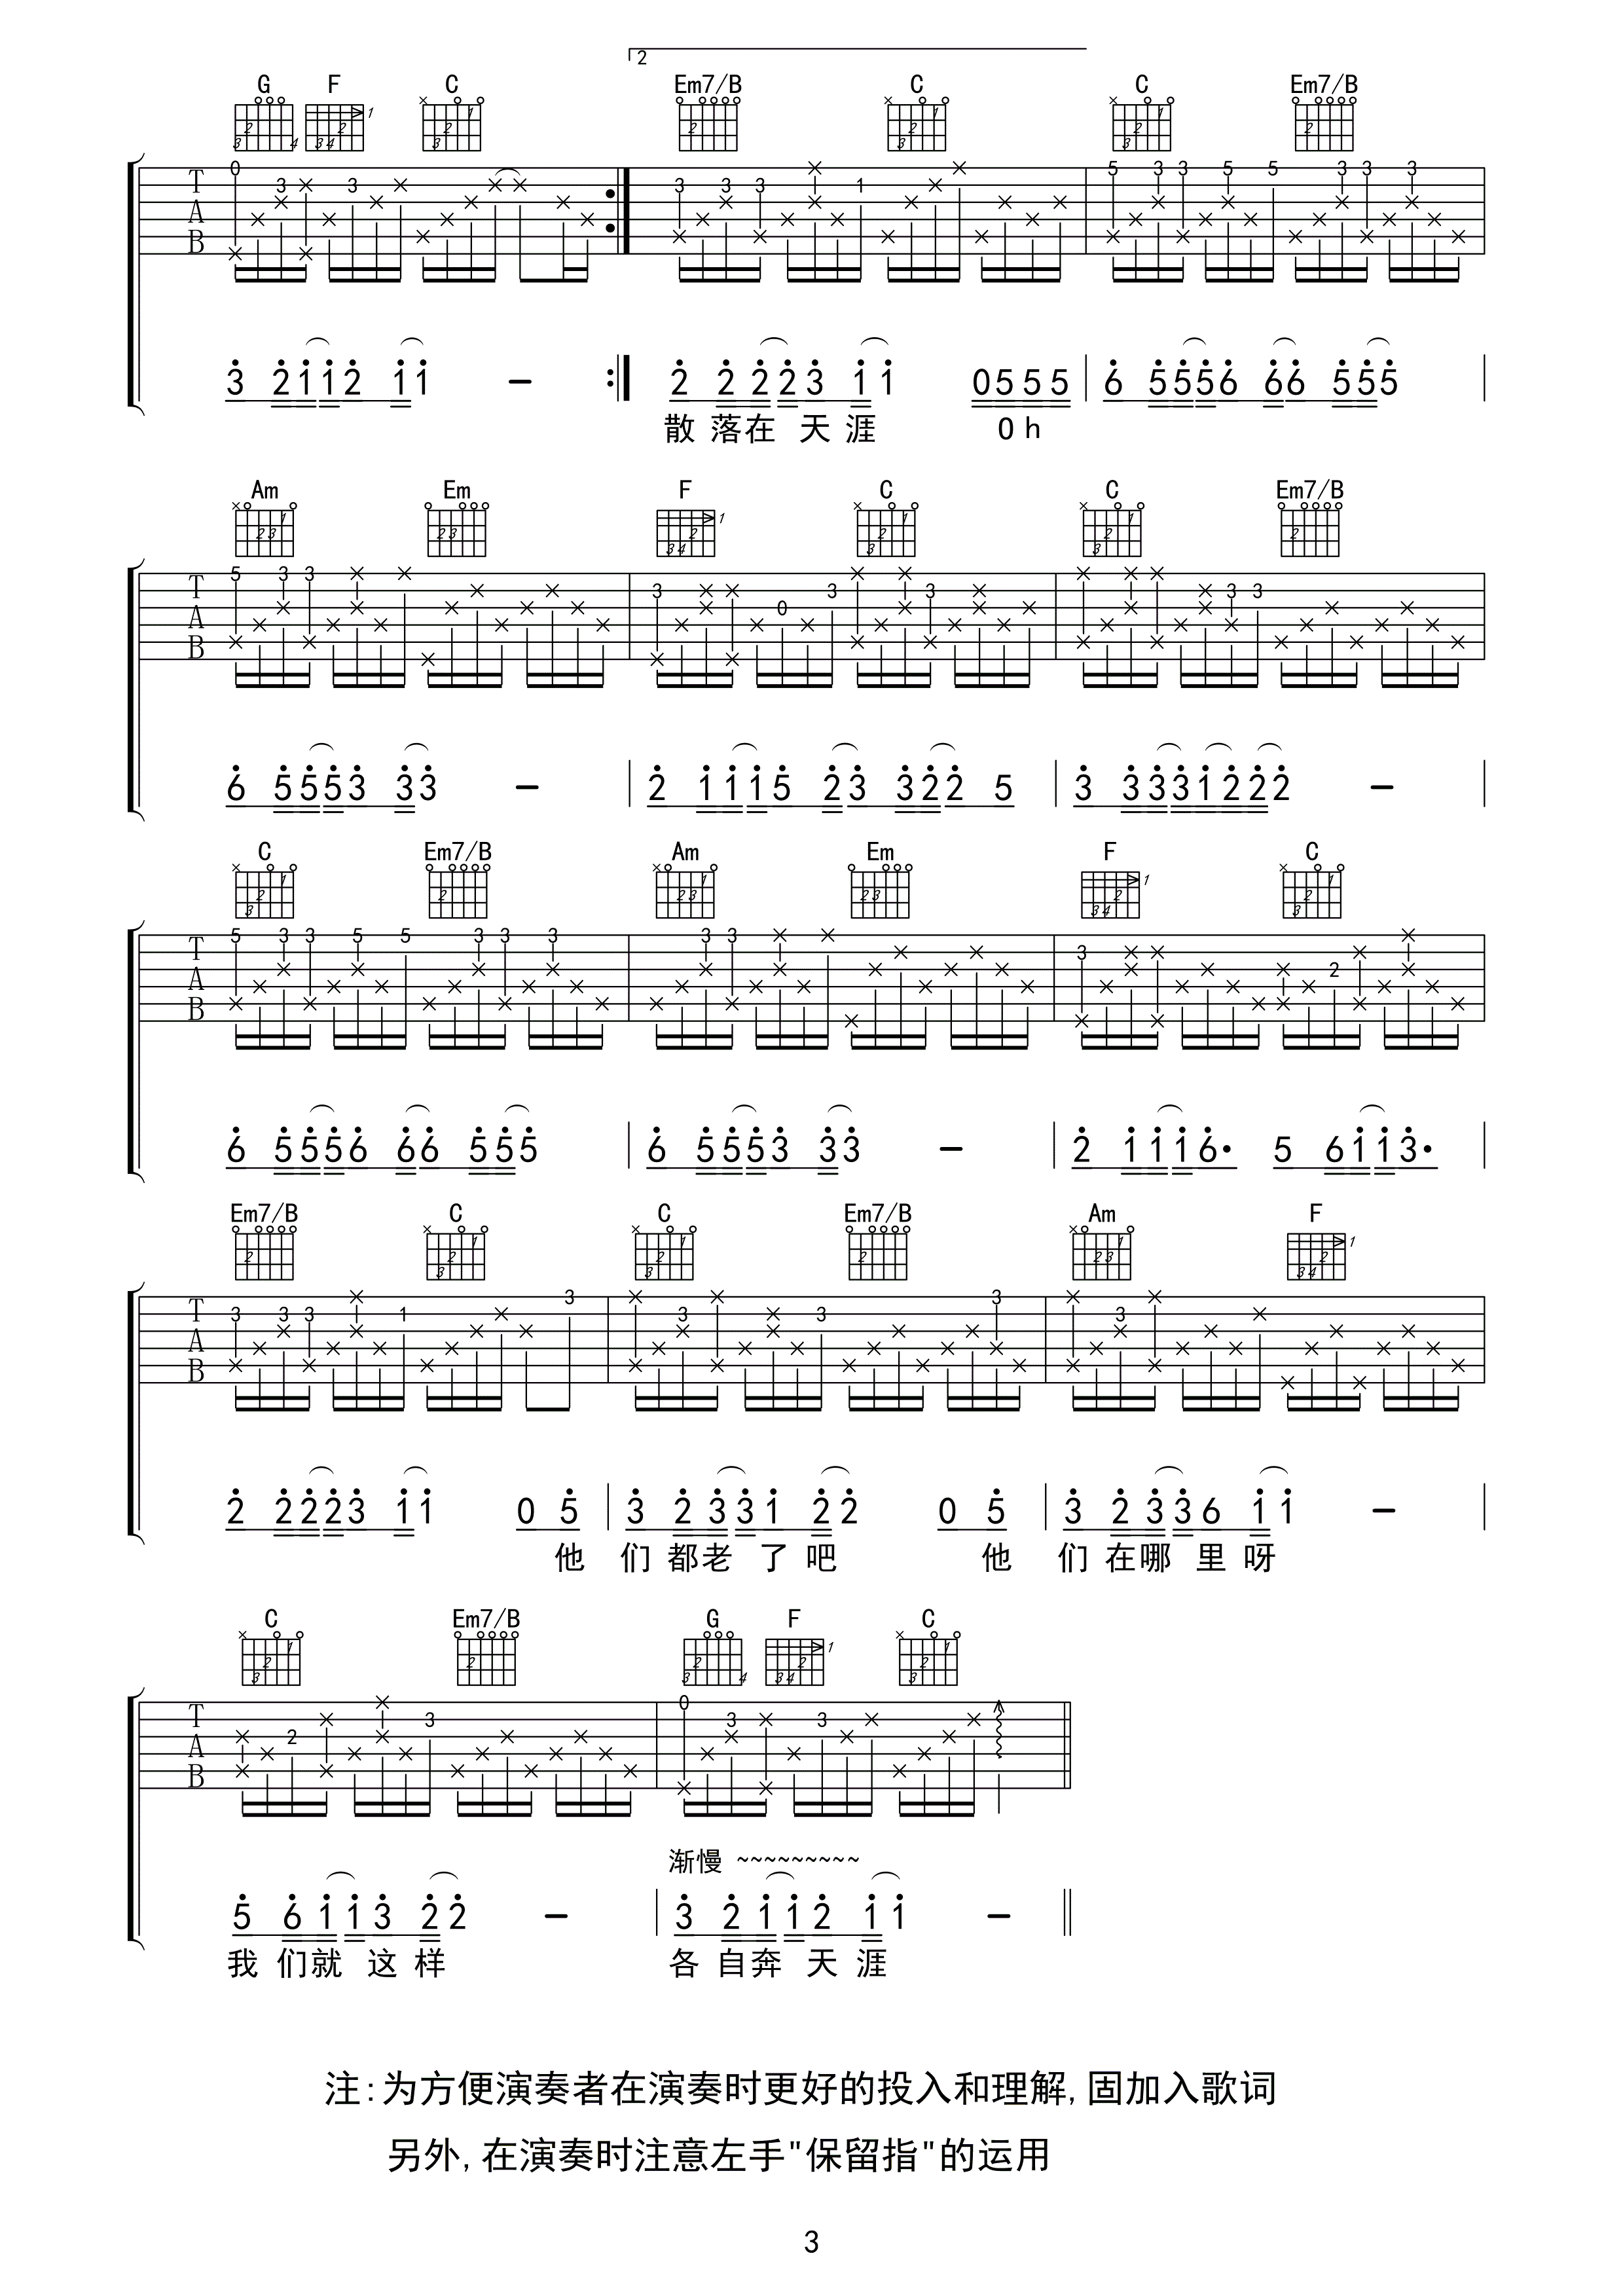 2
G F C Em7/B C C Em7/B
3 2 1 1 2 1 1 - 2 2 2 2 3 1 1 0 5 5 5 6 5 5 5 6 6 6 5 5 5
散 落在 天 涯 Oh
Am Em F C C Em7/B
6 5 5 5 3 3 3 - 2 1 1 1 5 2 3 3 2 2 5 3 3 3 3 1 2 2 2 -
C Em7/B Am Em F C
6 5 5 5 6 6 6 5 5 5 6 5 5 5 3 3 3 - 2 1 1 1 6· 5 6 1 1 3·
Em7/B C C Em7/B Am F
2 2 2 2 3 1 1 0 5 3 2 3 3 1 2 2 0 5 3 2 3 3 6 1 1 -
他 们 都老 了 吧 他 们 在哪 里 呀
C Em7/B G F C
渐慢 ~~~~~~~~~
5 6 1 1 3 2 2 - 3 2 1 1 2 1 1 -
我 们就 这 样 各 自奔 天 涯
注:为方便演奏者在演奏时更好的投入和理解,固加入歌词
另外,在演奏时注意左手"保留指"的运用
3